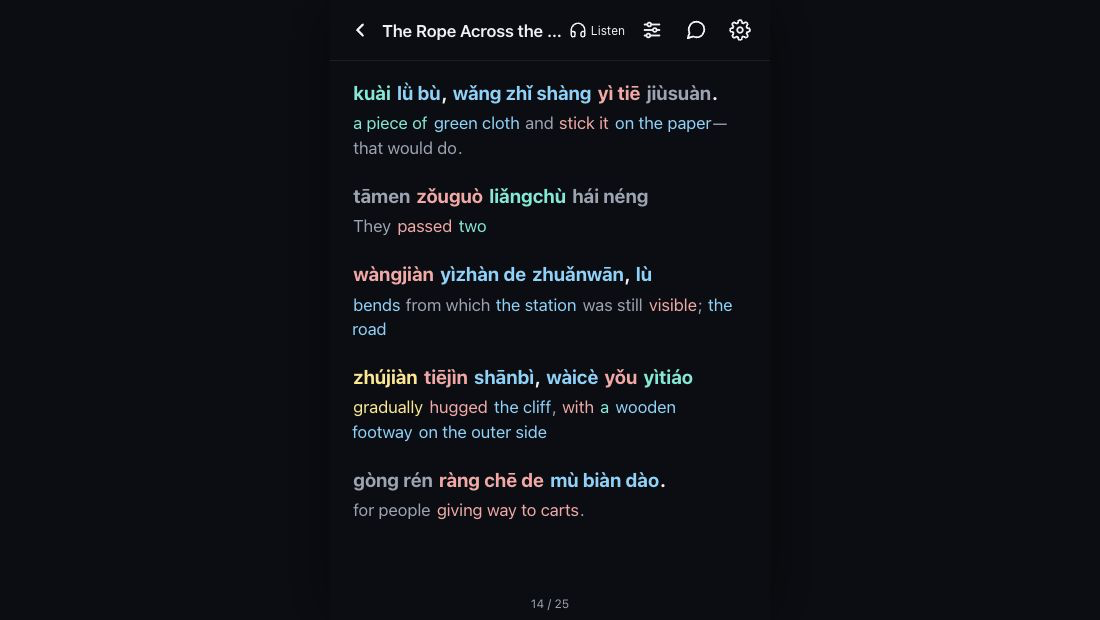 The Rope Across the ... Listen
kuài lǜ bù, wǎng zhǐ shàng yì tiē jiùsuàn.
a piece of green cloth and stick it on the paper—
that would do.
tāmen zǒuguò liǎngchù hái néng
They passed two
wàngjiàn yìzhàn de zhuǎnwān, lù
bends from which the station was still visible; the
road
zhújiàn tiējìn shānbì, wàicè yǒu yìtiáo
gradually hugged the cliff, with a wooden
footway on the outer side
gòng rén ràng chē de mù biàn dào.
for people giving way to carts.
14 / 25